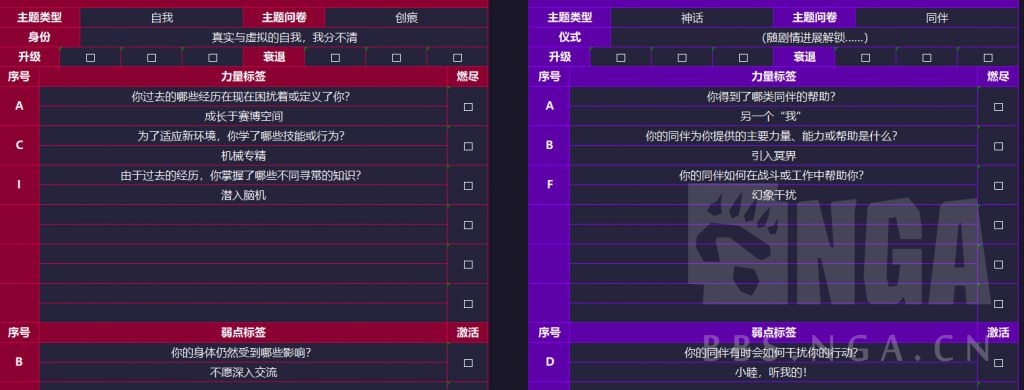 主题类型 自我 主题问卷 创痕
身份 真实与虚拟的自我，我分不清
升级 □ □ □ 衰退 □ □ □
序号 力量标签 燃尽
A 你过去的哪些经历在现在困扰着或定义了你？ □
成长于赛博空间
C 为了适应新环境，你学了哪些技能或行为？ □
机械专精
I 由于过去的经历，你掌握了哪些不同寻常的知识？ □
潜入脑机
□
□
□
序号 弱点标签 激活
B 你的身体仍然受到哪些影响？ □
不愿深入交流
主题类型 神话 主题问卷 同伴
仪式 （随剧情进展解锁……）
升级 □ □ □ 衰退 □ □ □
序号 力量标签 燃尽
A 你得到了哪类同伴的帮助？ □
另一个“我”
B 你的同伴为你提供的主要力量、能力或帮助是什么？ □
引入冥界
F 你的同伴如何在战斗或工作中帮助你？ □
幻象干扰
□
□
□
序号 弱点标签 激活
D 你的同伴有时会如何干扰你的行动？ □
小睦，听我的！
NGA
BBS.NGA.CN